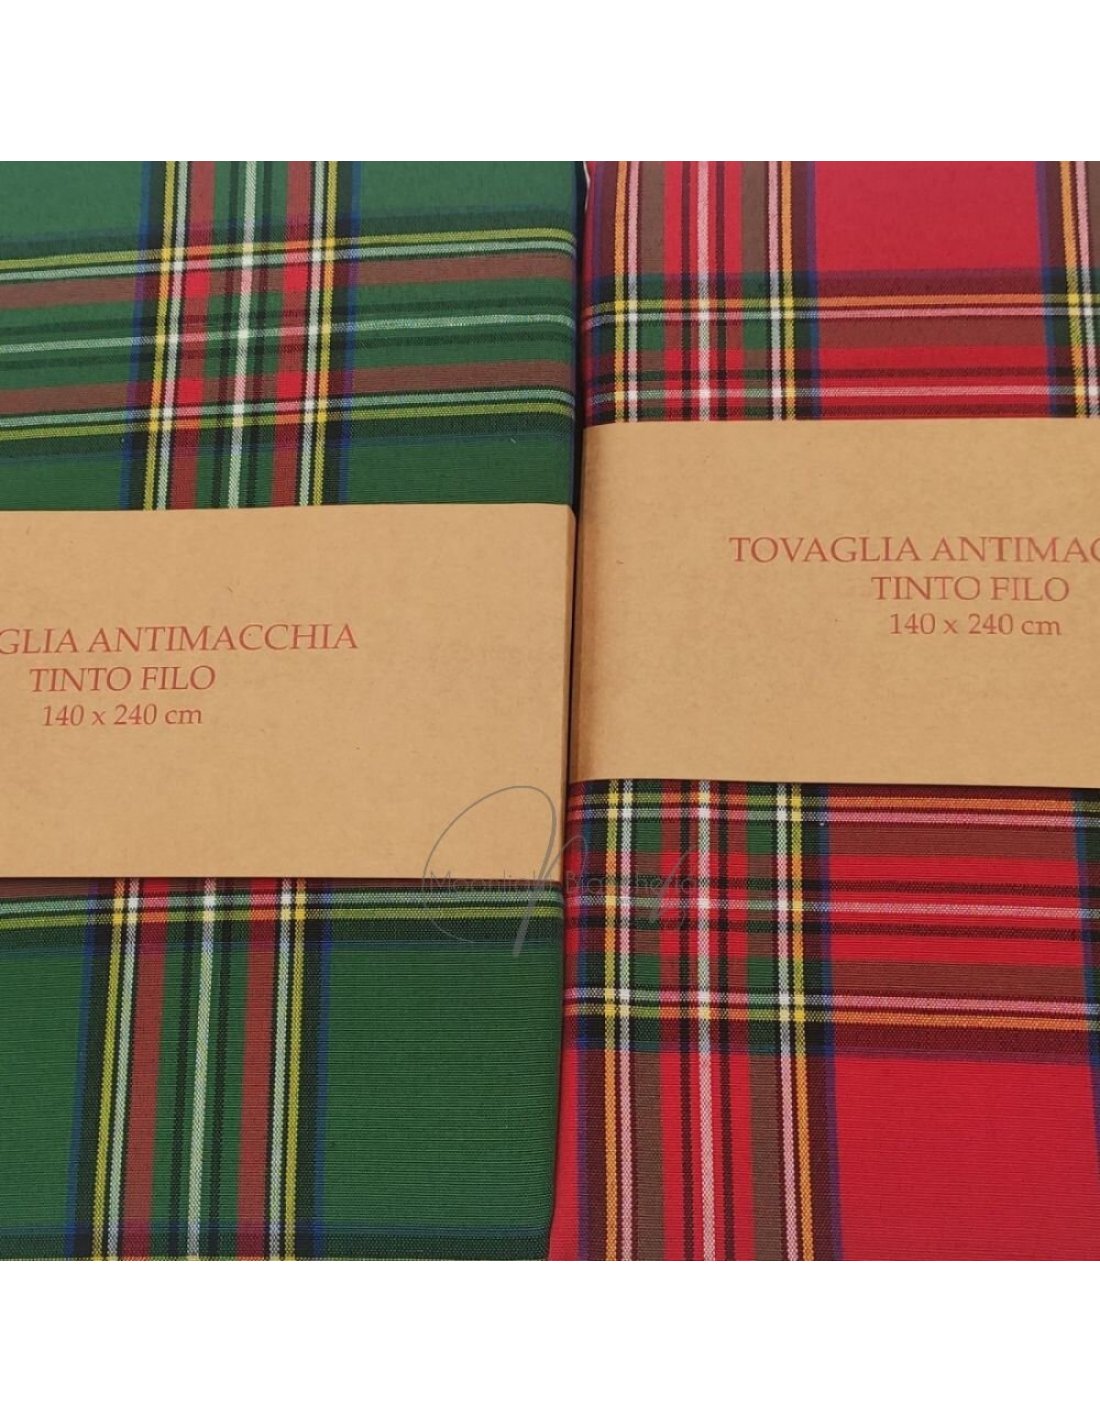 GLIA ANTIMACCHIA
TINTO FILO
140 x 240 cm
TOVAGLIA ANTIMAC
TINTO FILO
140 x 240 cm